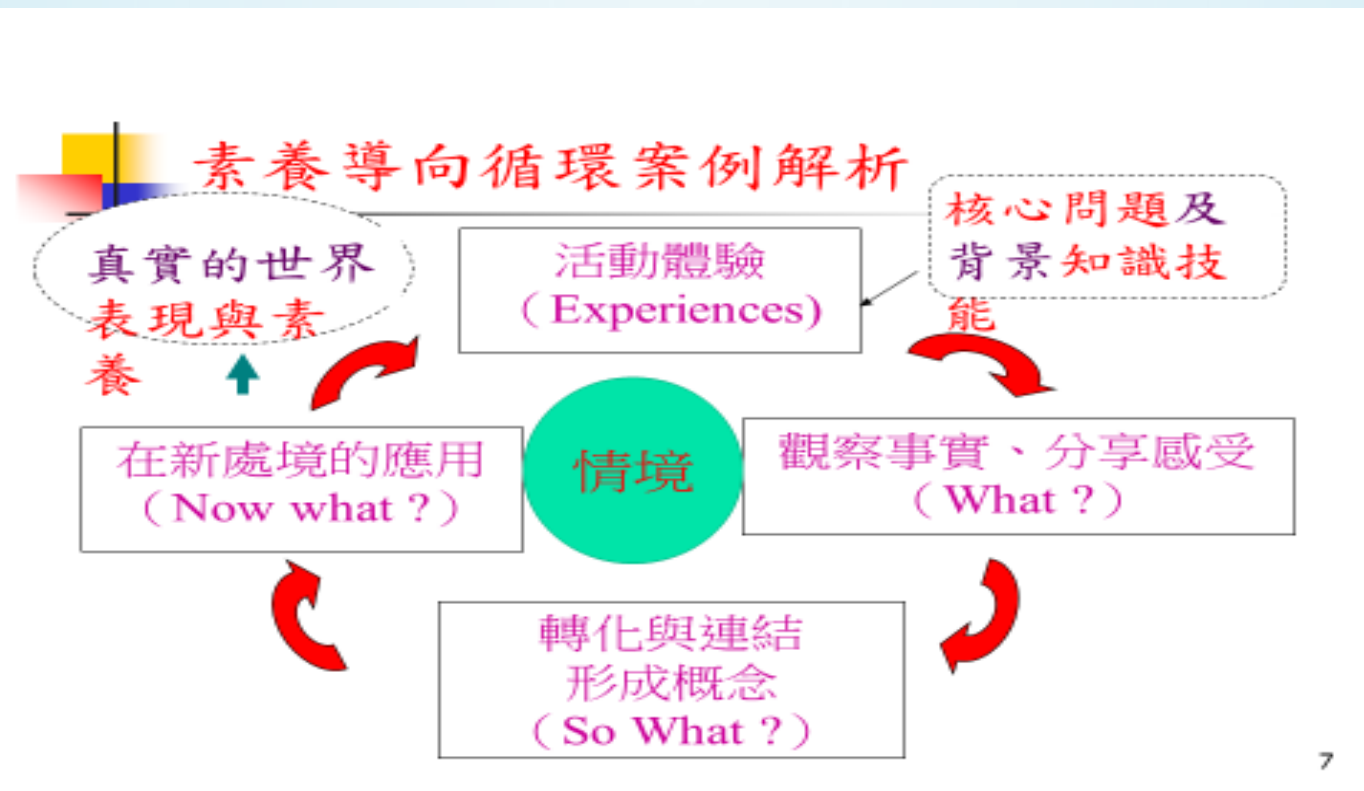 素養導向循環案例解析
真實的世界
表現與素
養
活動體驗
（Experiences)
核心問題及
背景知識技
能
在新處境的應用
（Now what？）
情境
觀察事實、分享感受
（What？）
轉化與連結
形成概念
（So What？）
7